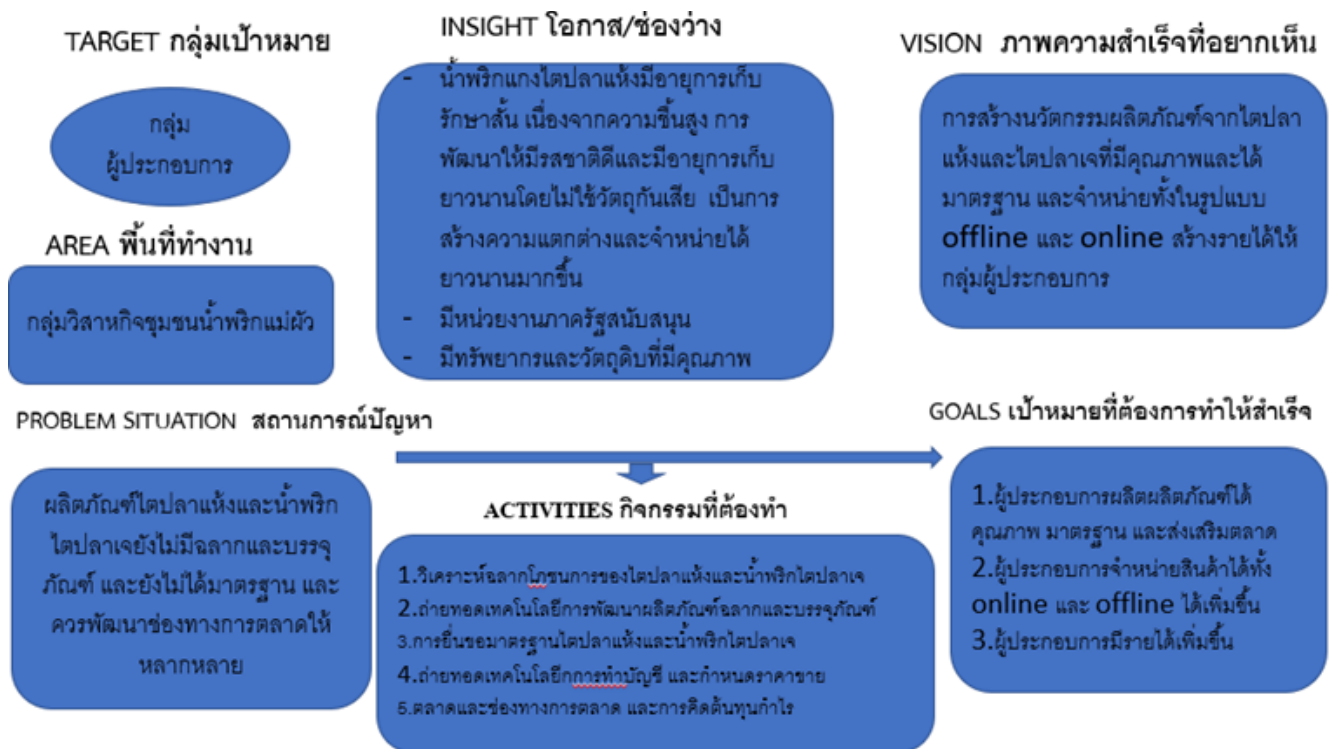 TARGET กลุ่มเป้าหมาย
กลุ่ม
ผู้ประกอบการ
AREA พื้นที่ทำงาน
กลุ่มวิสาหกิจชุมชนน้ำพริกแม่ผัว
INSIGHT โอกาส/ช่องว่าง
- น้ำพริกแกงไตปลาแห้งมีอายุการเก็บ
รักษาสั้น เนื่องจากความชื้นสูง การ
พัฒนาให้มีรสชาติดีและมีอายุการเก็บ
ยาวนานโดยไม่ใช้วัตถุกันเสีย เป็นการ
สร้างความแตกต่างและจำหน่ายได้
ยาวนานมากขึ้น
- มีหน่วยงานภาครัฐสนับสนุน
- มีทรัพยากรและวัตถุดิบที่มีคุณภาพ
VISION ภาพความสำเร็จที่อยากเห็น
การสร้างนวัตกรรมผลิตภัณฑ์จากไตปลา
แห้งและไตปลาเจที่มีคุณภาพและได้
มาตรฐาน และจำหน่ายทั้งในรูปแบบ
offline และ online สร้างรายได้ให้
กลุ่มผู้ประกอบการ
PROBLEM SITUATION สถานการณ์ปัญหา
ผลิตภัณฑ์ไตปลาแห้งและน้ำพริก
ไตปลาเจยังไม่มีฉลากและบรรจุ
ภัณฑ์ และยังไม่ได้มาตรฐาน และ
ควรพัฒนาช่องทางการตลาดให้
หลากหลาย
ACTIVITIES กิจกรรมที่ต้องทำ
1.วิเคราะห์ฉลากโภชนการของไตปลาแห้งและน้ำพริกไตปลาเจ
2.ถ่ายทอดเทคโนโลยีการพัฒนาผลิตภัณฑ์ฉลากและบรรจุภัณฑ์
3.การยื่นขอมาตรฐานไตปลาแห้งและน้ำพริกไตปลาเจ
4.ถ่ายทอดเทคโนโลยีกการทำบัญชี และกำหนดราคาขาย
5.ตลาดและช่องทางการตลาด และการคิดต้นทุนกำไร
GOALS เป้าหมายที่ต้องการทำให้สำเร็จ
1.ผู้ประกอบการผลิตผลิตภัณฑ์ได้
คุณภาพ มาตรฐาน และส่งเสริมตลาด
2.ผู้ประกอบการจำหน่ายสินค้าได้ทั้ง
online และ offline ได้เพิ่มขึ้น
3.ผู้ประกอบการมีรายได้เพิ่มขึ้น